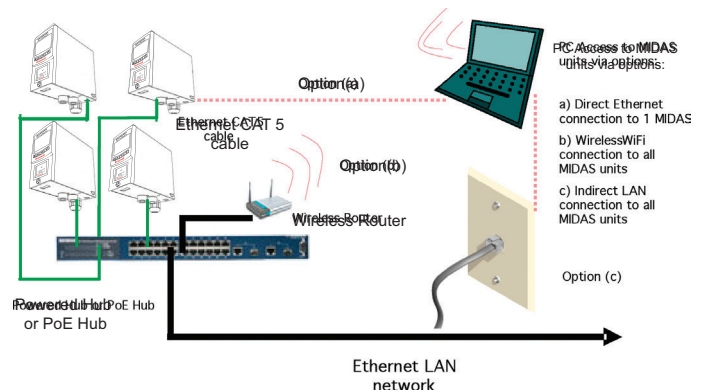 PC Access to MIDAS
units via options:
Option (a)
a) Direct Ethernet
connection to 1 MIDAS
Ethernet CAT 5
cable
b) WirelessWiFi
connection to all
MIDAS units
Option (b)
c) Indirect LAN
connection to all
MIDAS units
Wireless Router
Option (c)
Powered Hub
or PoE Hub
Ethernet LAN
network